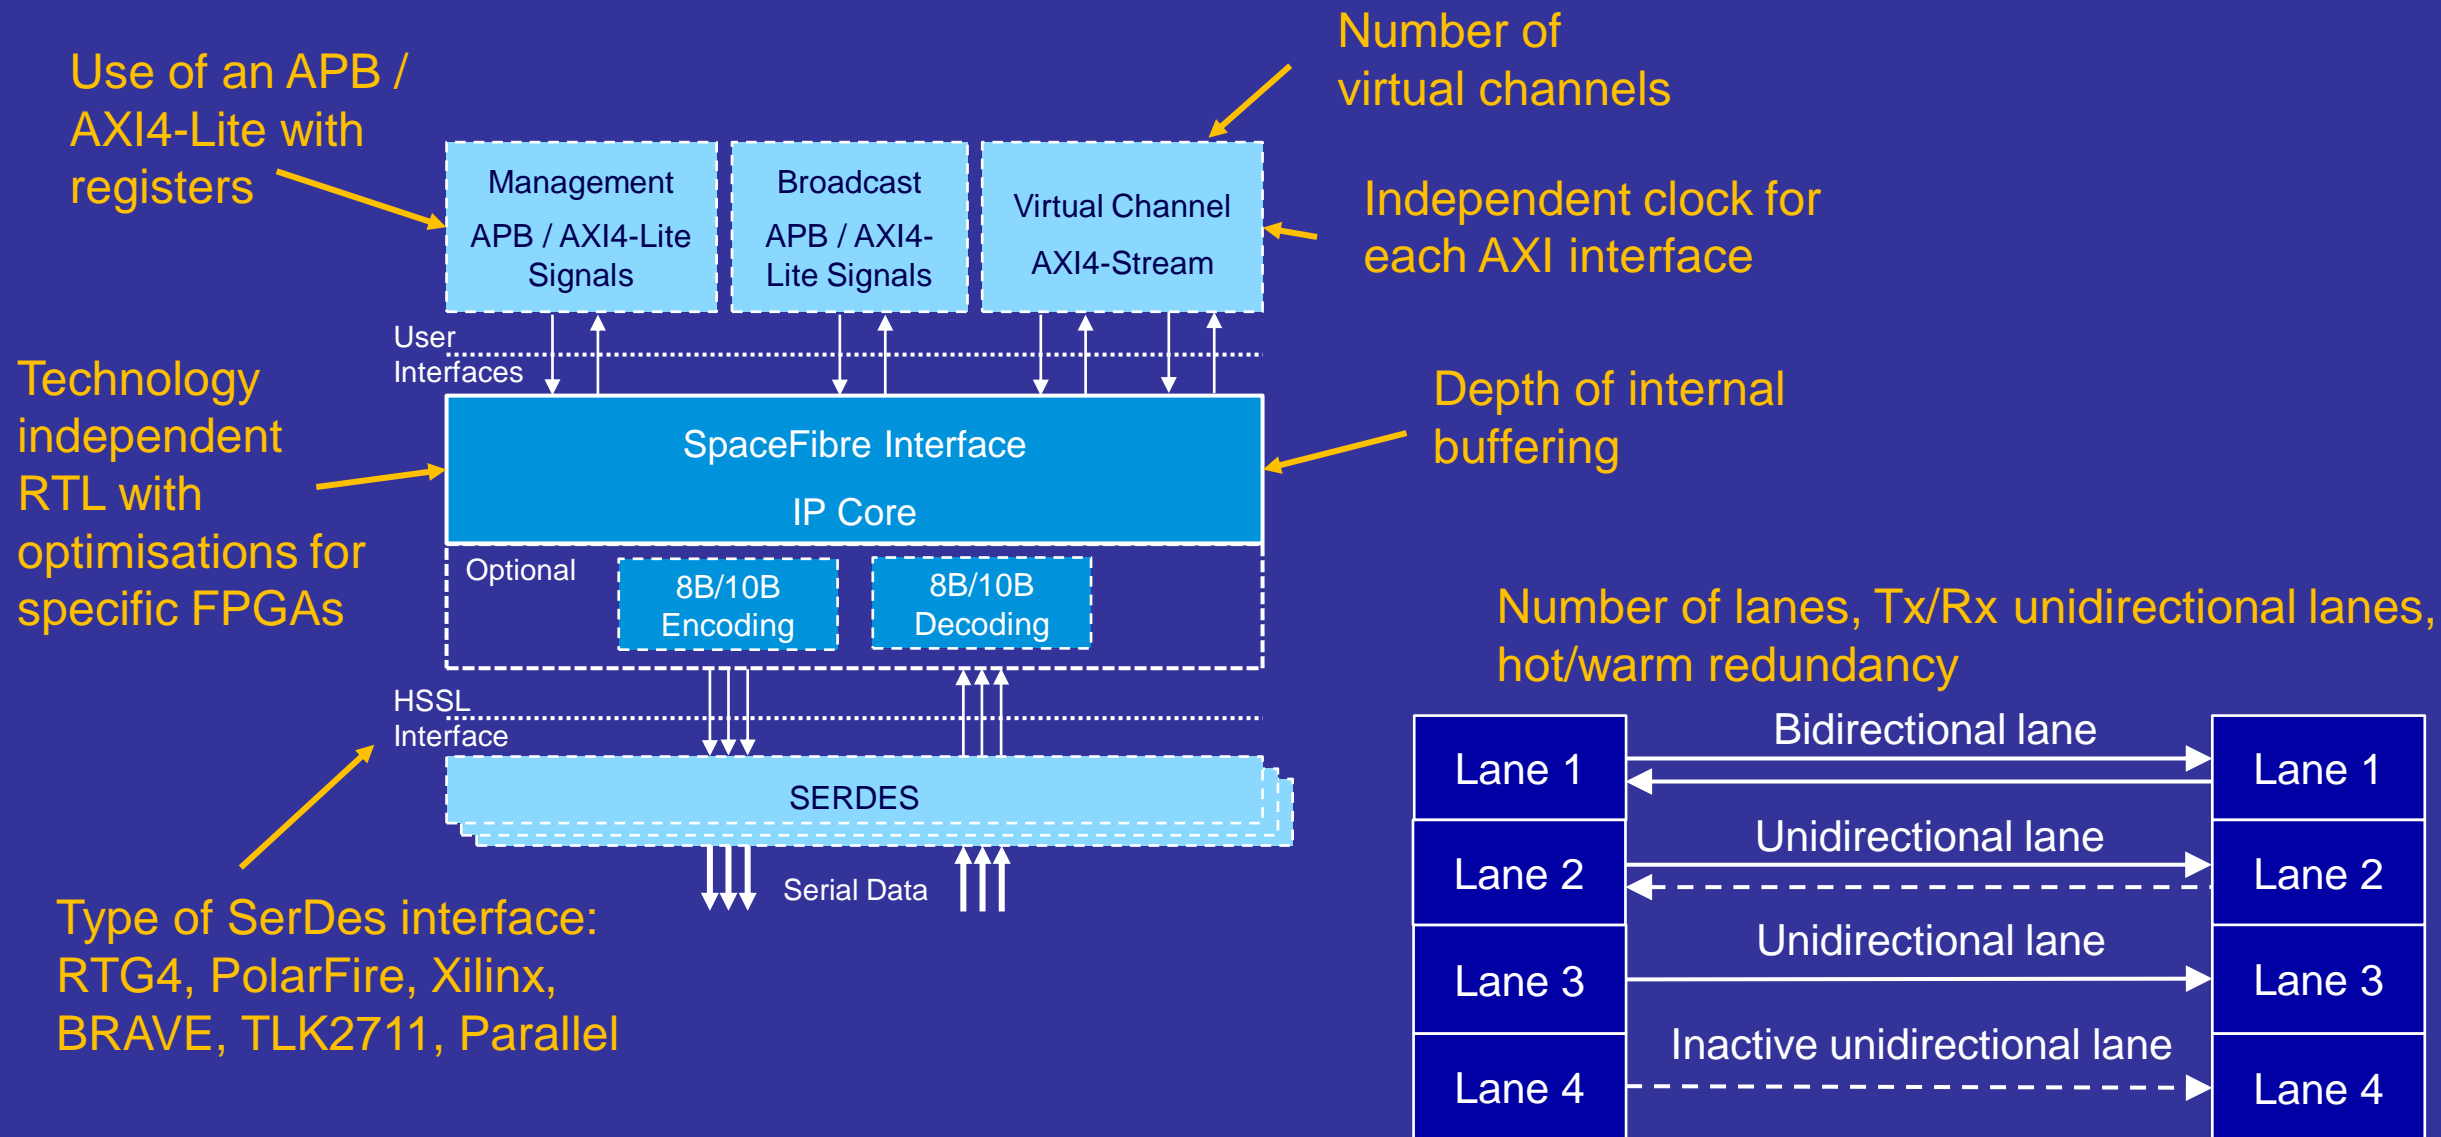 Use of an APB /
AXI4-Lite with
registers
Number of
virtual channels
Independent clock for
each AXI interface
Management
APB / AXI4-Lite
Signals
Broadcast
APB / AXI4-
Lite Signals
Virtual Channel
AXI4-Stream
User
Interfaces
Technology
independent
RTL with
optimisations for
specific FPGAs
SpaceFibre Interface
IP Core
Depth of internal
buffering
Optional
8B/10B
Encoding
8B/10B
Decoding
HSSL
Interface
SERDES
Serial Data
Type of SerDes interface:
RTG4, PolarFire, Xilinx,
BRAVE, TLK2711, Parallel
Number of lanes, Tx/Rx unidirectional lanes,
hot/warm redundancy
Lane 1
Bidirectional lane
Lane 1
Lane 2
Unidirectional lane
Lane 2
Lane 3
Unidirectional lane
Lane 3
Lane 4
Inactive unidirectional lane
Lane 4